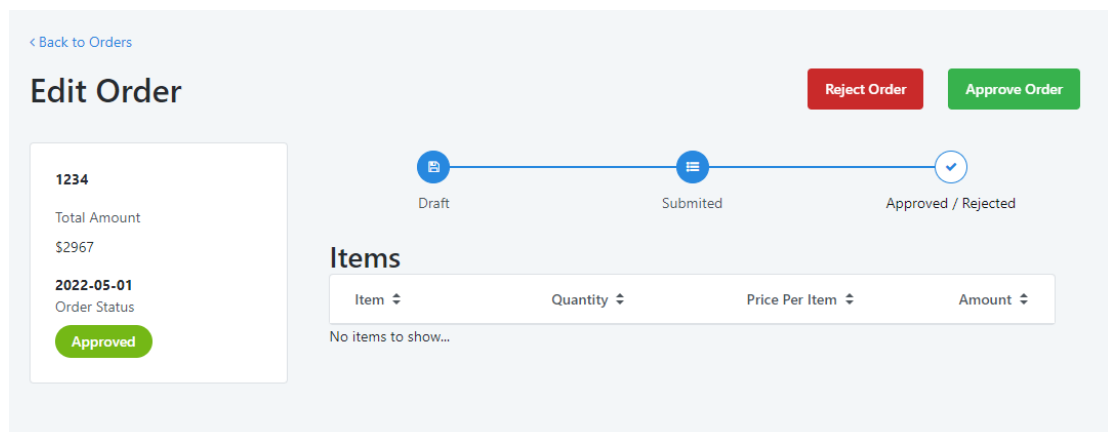 Back to Orders
Edit Order
Reject Order
Approve Order
1234
Total Amount
$2967
2022-05-01
Order Status
Approved
Draft
Submited
Approved / Rejected
Items
Item
Quantity
Price Per Item
Amount
No items to show...